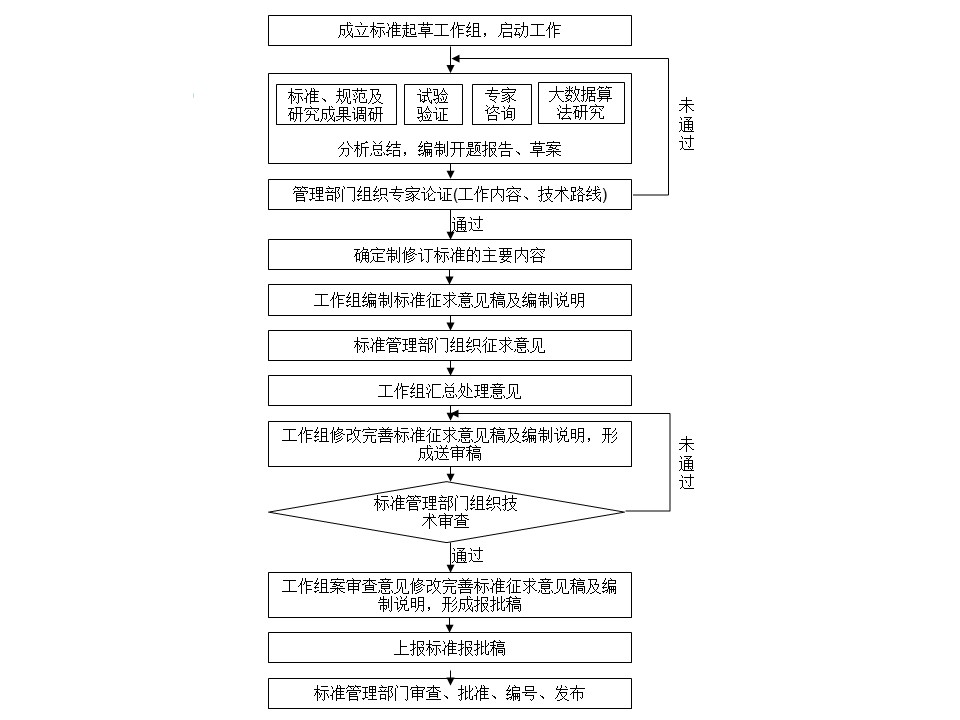 成立标准起草工作组，启动工作
标准、规范及
研究成果调研
试验
验证
专家
咨询
大数据算
法研究
分析总结，编制开题报告、草案
未
通
过
管理部门组织专家论证(工作内容、技术路线)
通过
确定制修订标准的主要内容
工作组编制标准征求意见稿及编制说明
标准管理部门组织征求意见
工作组汇总处理意见
工作组修改完善标准征求意见稿及编制说明，形
成送审稿
未
通
过
标准管理部门组织技
术审查
通过
工作组案审查意见修改完善标准征求意见稿及编
制说明，形成报批稿
上报标准报批稿
标准管理部门审查、批准、编号、发布